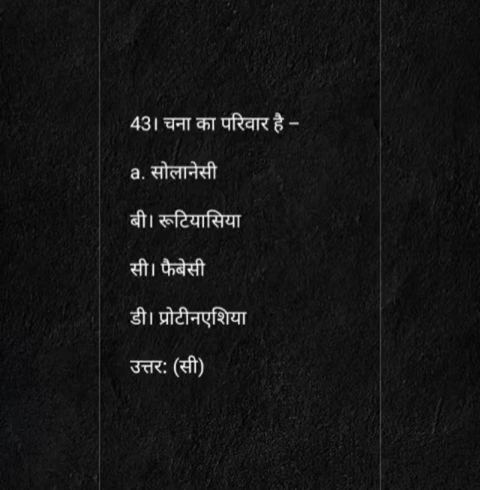 43। चना का परिवार है –
a. सोलानेसी
बी। रूटियासिया
सी। फैबेसी
डी। प्रोटीनएशिया
उत्तर: (सी)